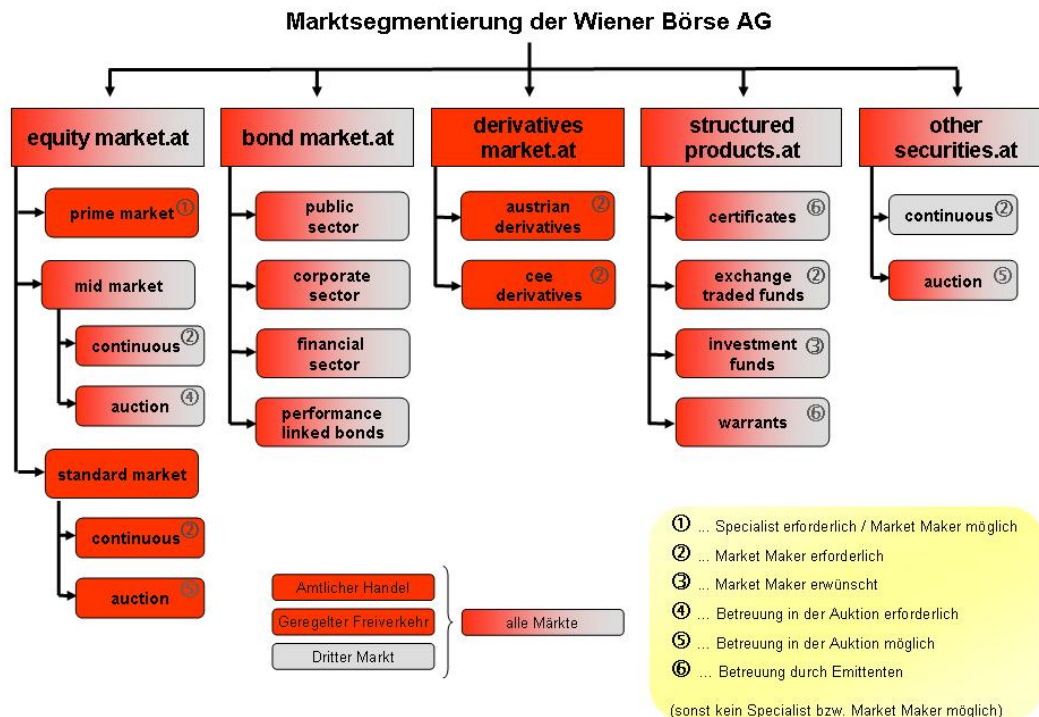 Marktsegmentierung der Wiener Börse AG
equity market.at
prime market ①
mid market
continuous ②
auction ④
standard market
continuous ②
auction ⑤
bond market.at
public
sector
corporate
sector
financial
sector
performance
linked bonds
derivatives
market.at
austrian ②
derivatives
cee ②
derivatives
structured
products.at
certificates ⑥
exchange ②
traded funds
investment ③
funds
warrants ⑥
other
securities.at
continuous ②
auction ⑤
Amtlicher Handel
Geregelter Freiverkehr
Dritter Markt
alle Märkte
① ... Specialist erforderlich / Market Maker möglich
② ... Market Maker erforderlich
③ ... Market Maker erwünscht
④ ... Betreuung in der Auktion erforderlich
⑤ ... Betreuung in der Auktion möglich
⑥ ... Betreuung durch Emittenten
(sonst kein Specialist bzw. Market Maker möglich)